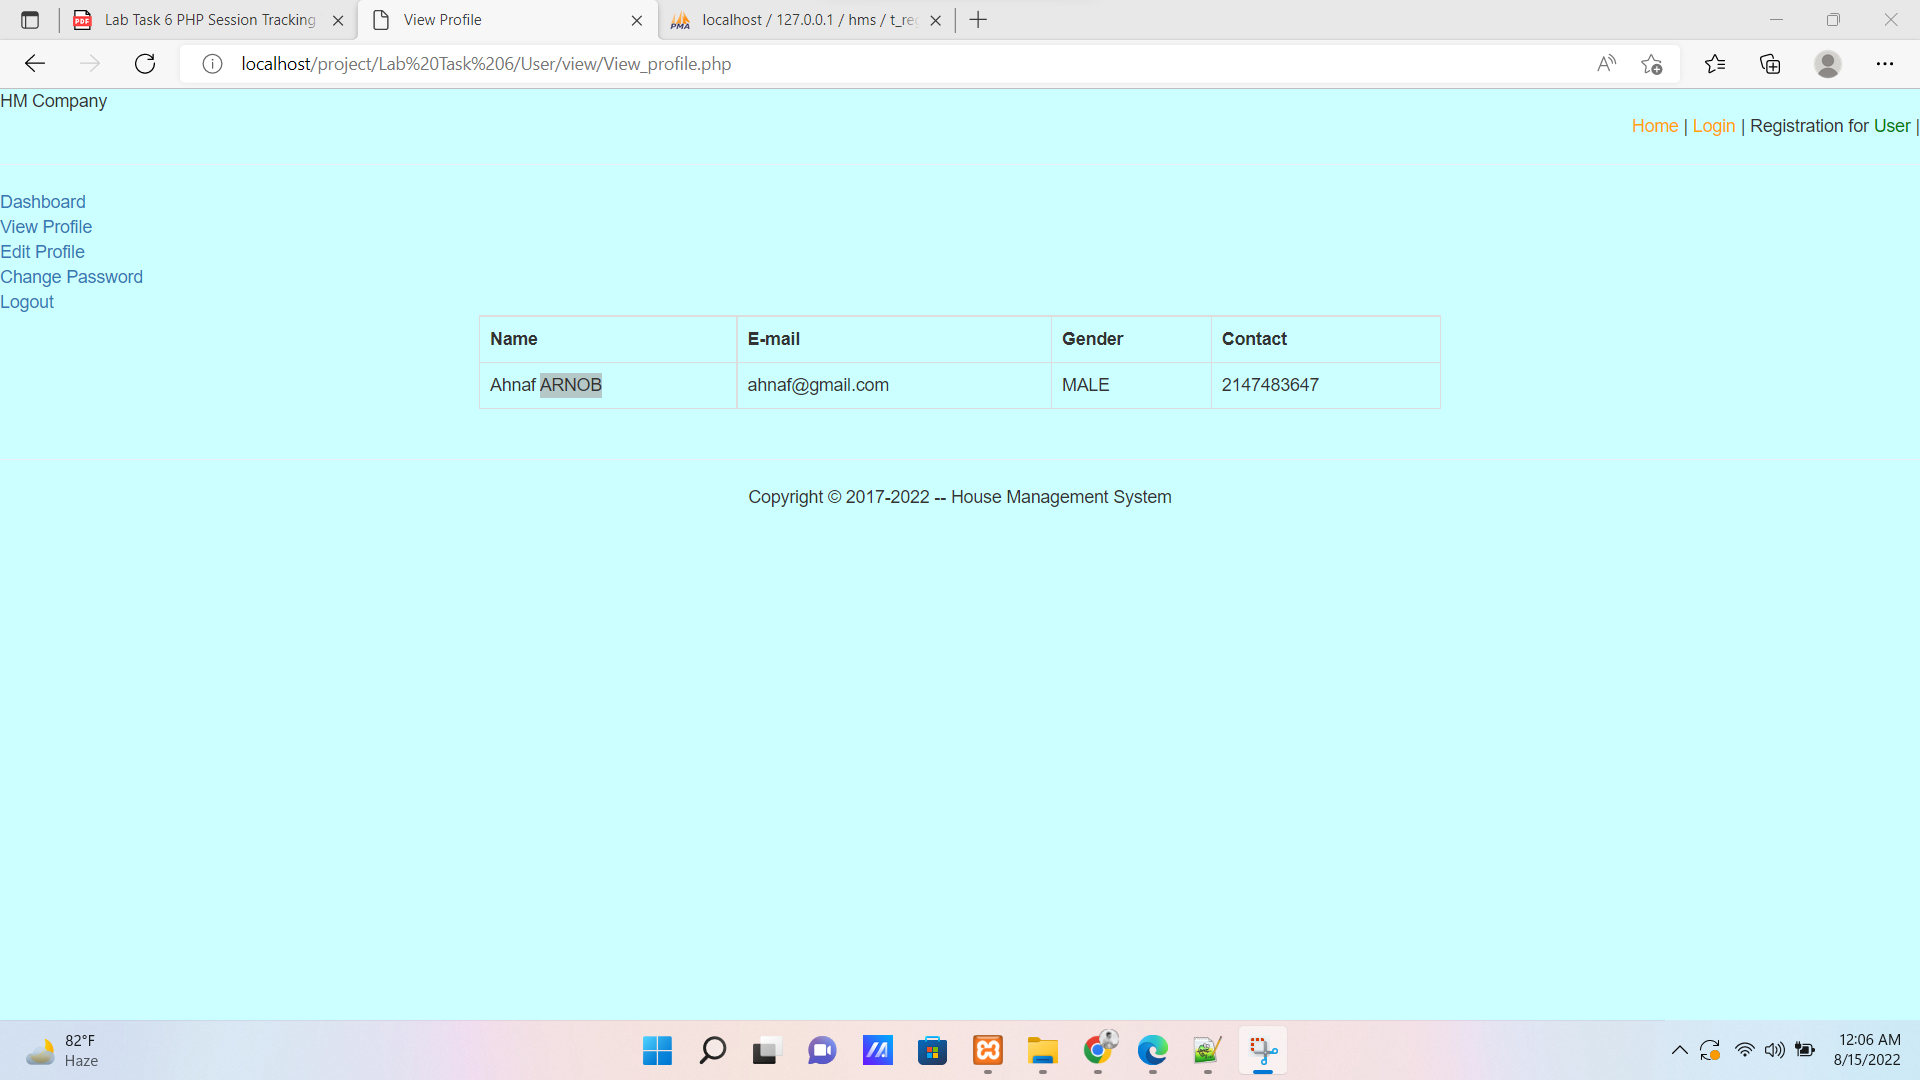 Lab Task 6 PHP Session Tracking
View Profile
localhost / 127.0.0.1 / hms / t_reg
localhost/project/Lab%20Task%206/User/view/View_profile.php
HM Company
Home | Login | Registration for User |
Dashboard
View Profile
Edit Profile
Change Password
Logout
Name E-mail Gender Contact
Ahnaf ARNOB ahnaf@gmail.com MALE 2147483647
Copyright © 2017-2022 -- House Management System
82°F
Haze
12:06 AM
8/15/2022